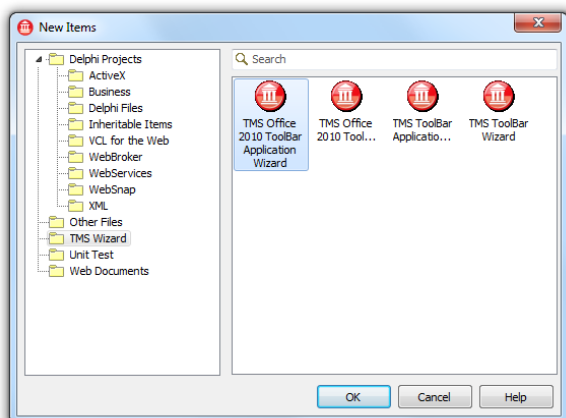 New Items
Delphi Projects
ActiveX
Business
Delphi Files
Inheritable Items
VCL for the Web
WebBroker
WebServices
WebSnap
XML
Other Files
TMS Wizard
Unit Test
Web Documents
Search
TMS Office
2010 ToolBar
Application
Wizard
TMS Office
2010 Tool...
TMS ToolBar
Applicatio...
TMS ToolBar
Wizard
OK
Cancel
Help